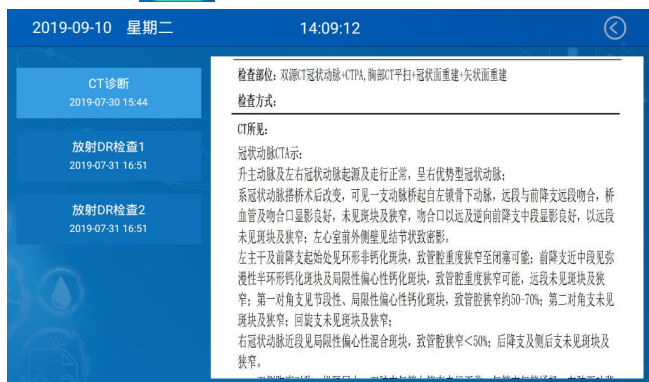 2019-09-10 星期二
14:09:12
CT诊断
2019-07-30 15:44
放射DR检查1
2019-07-31 16:51
放射DR检查2
2019-07-31 16:51
检查部位：双源CT冠状动脉+CTPA,胸部CT平扫+冠状面重建+矢状面重建
检查方式：
CT所见：
冠状动脉CTA示：
升主动脉及左右冠状动脉起源及走行正常，呈右优势型冠状动脉；
系冠状动脉搭桥术后改变，可见一支动脉桥起自左锁骨下动脉，远段与前降支远段吻合，桥
血管及吻合口显影良好，未见斑块及狭窄，吻合口以远及逆向前降支中段显影良好，以远段
未见斑块及狭窄；左心室前外侧壁见结节状致密影。
左主干及前降支起始处见环形非钙化斑块，致管腔重度狭窄至闭塞可能；前降支近中段见弥
漫性半环形钙化斑块及局限性偏心性钙化斑块，致管腔重度狭窄可能，远段未见斑块及狭
窄；第一对角支见节段性、局限性偏心性钙化斑块，致管腔狭窄约50-70%；第二对角支未见
斑块及狭窄；回旋支未见斑块及狭窄；
右冠状动脉近段见局限性偏心性混合斑块，致管腔狭窄＜50%；后降支及侧后支未见斑块及
狭窄。